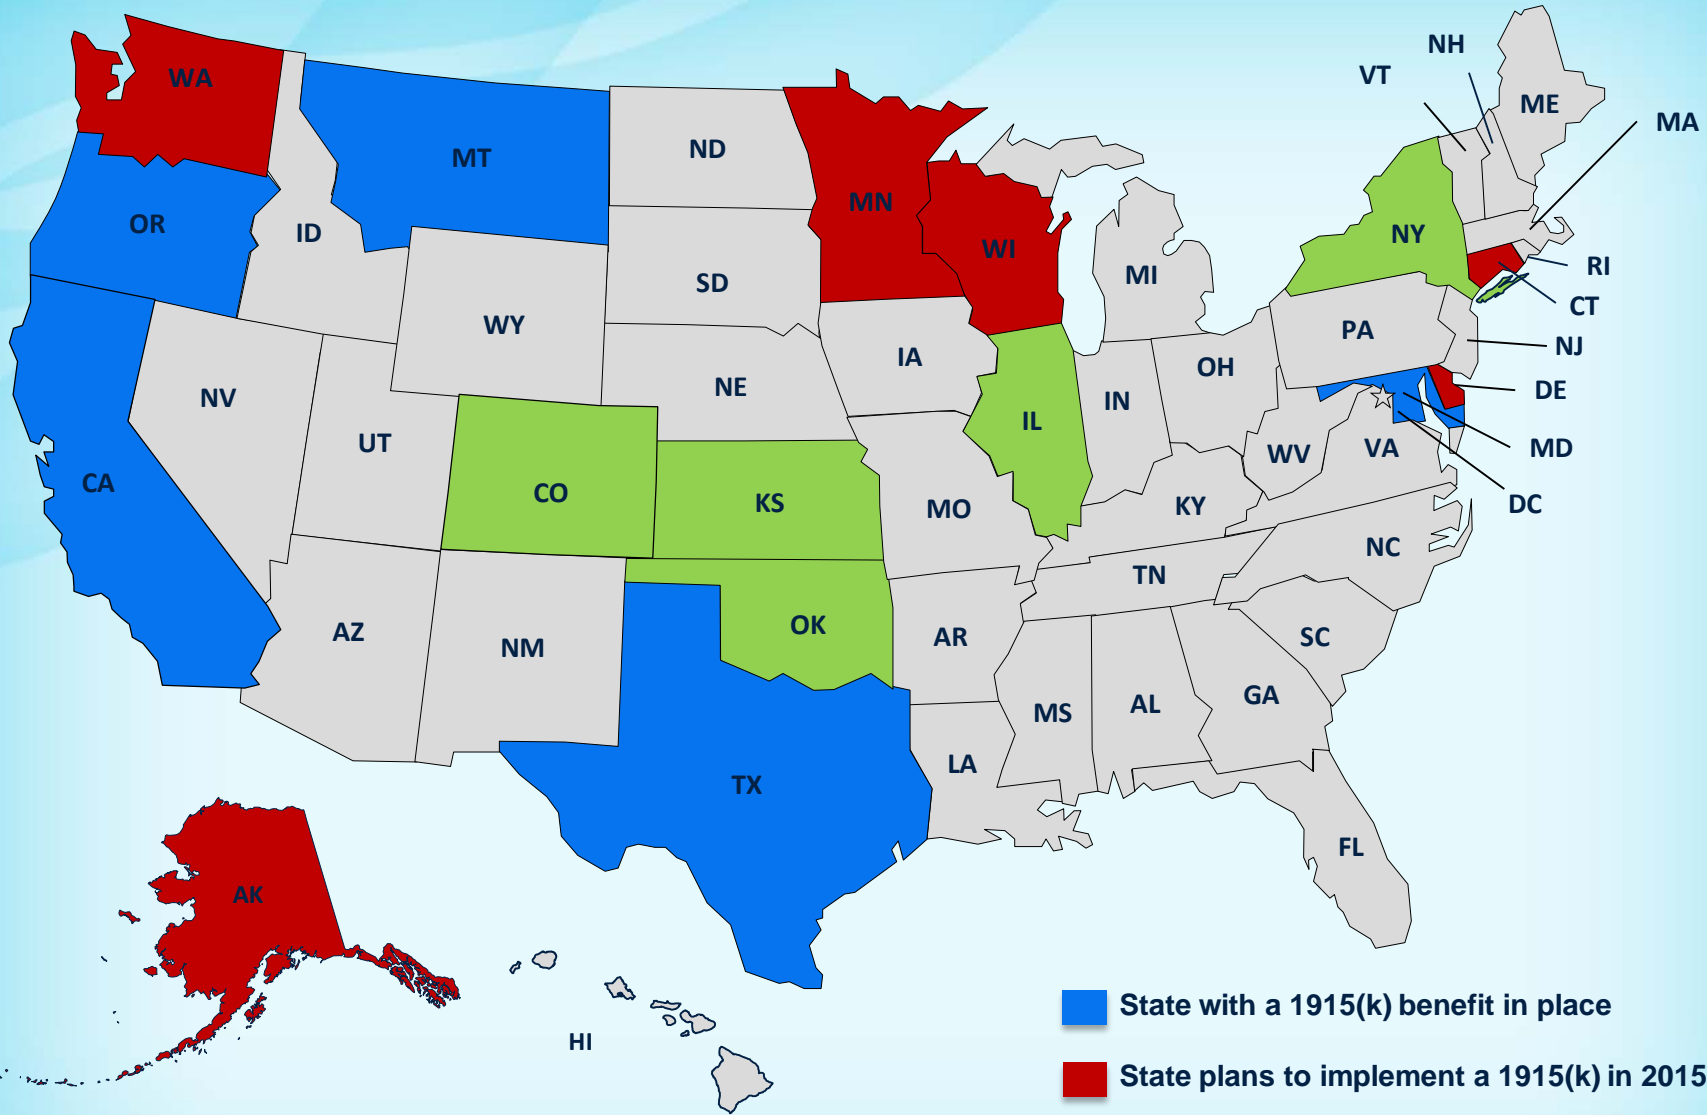 NH
VT
WA
ME
MA
MT
ND
MN
OR
ID
NY
WI
RI
MI
SD
CT
WY
PA
NJ
IA
OH
NE
DE
NV
IN
IL
UT
MD
WV
VA
CA
CO
KS
DC
MO
KY
NC
TN
OK
AZ
AR
SC
NM
GA
AL
MS
LA
TX
FL
AK
State with a 1915(k) benefit in place
HI
State plans to implement a 1915(k) in 2015